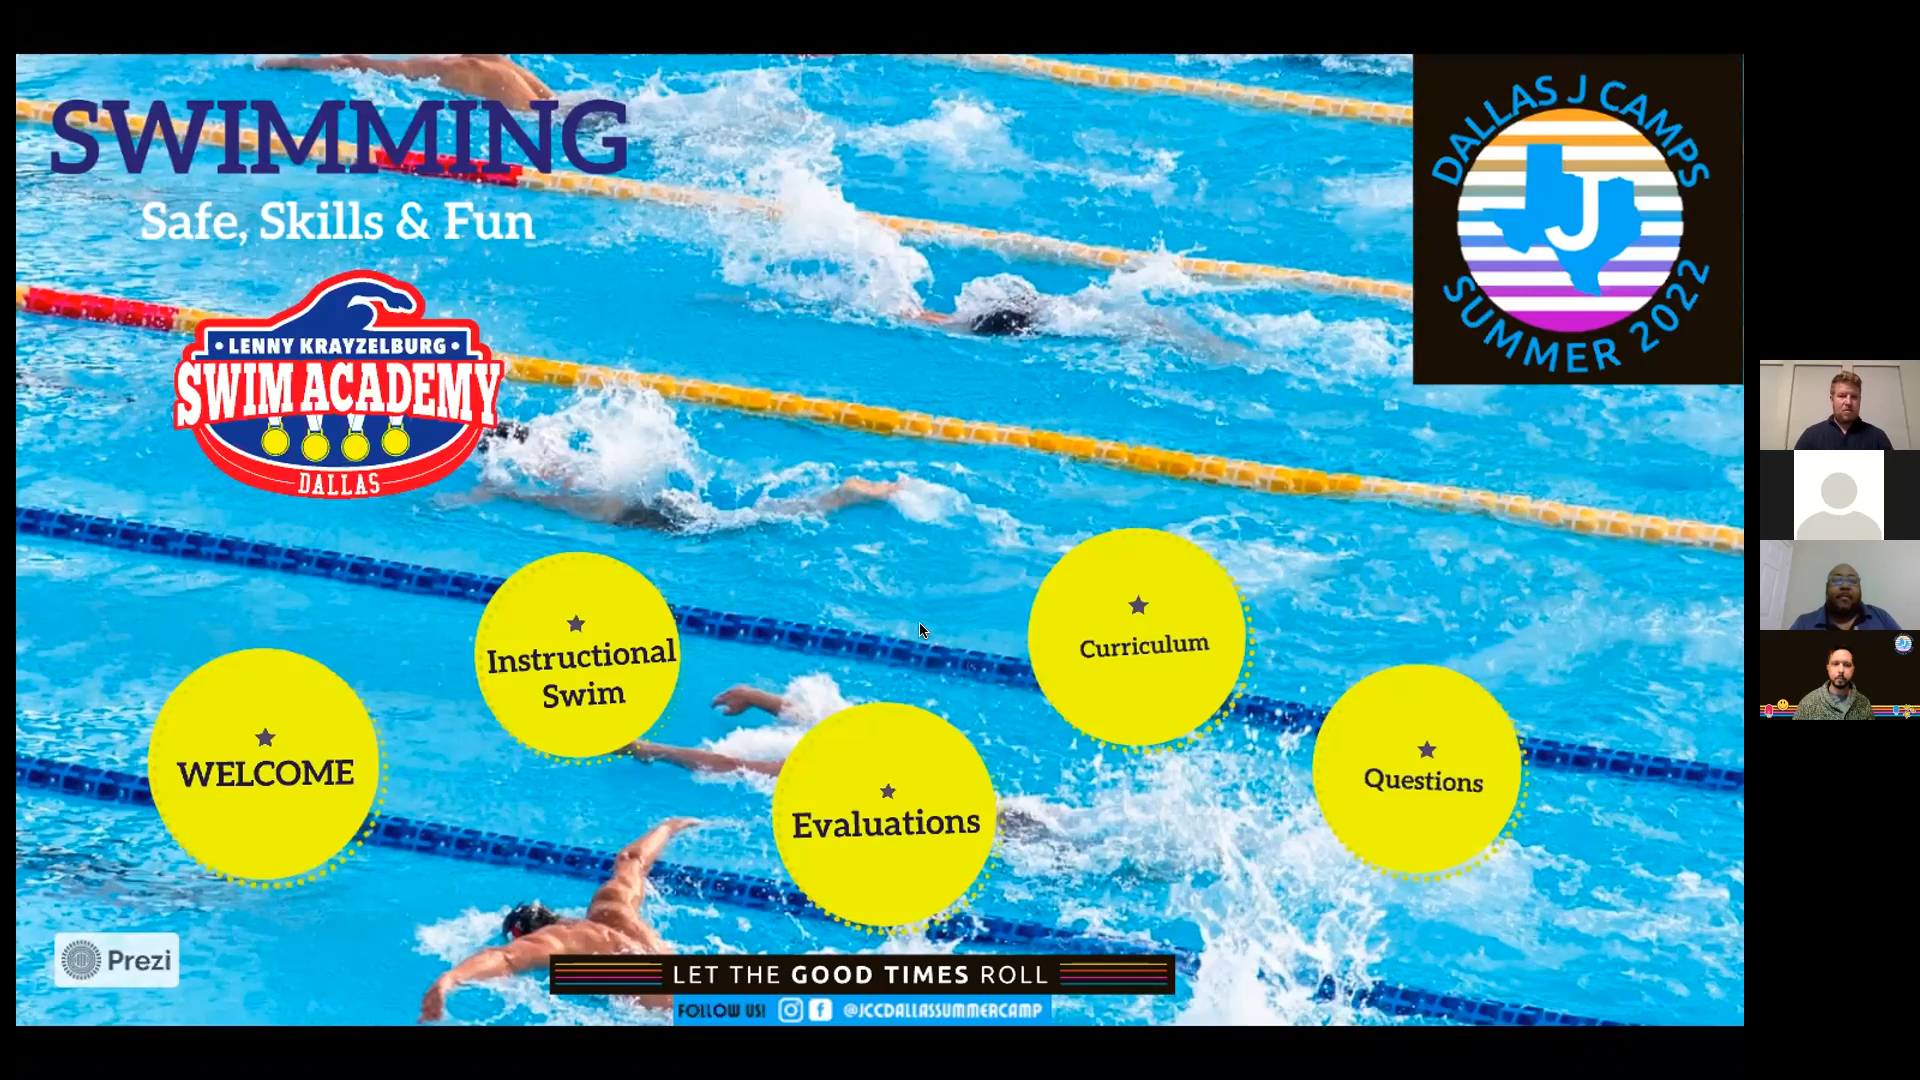 SWIMMING
Safe, Skills & Fun
• LENNY KRAYZELBURG •
SWIM ACADEMY
DALLAS
DALLAS J CAMPS
J
SUMMER 2022
WELCOME
Instructional
Swim
Evaluations
Curriculum
Questions
Prezi
LET THE GOOD TIMES ROLL
FOLLOW US! @JCCDALLASSUMMERCAMP